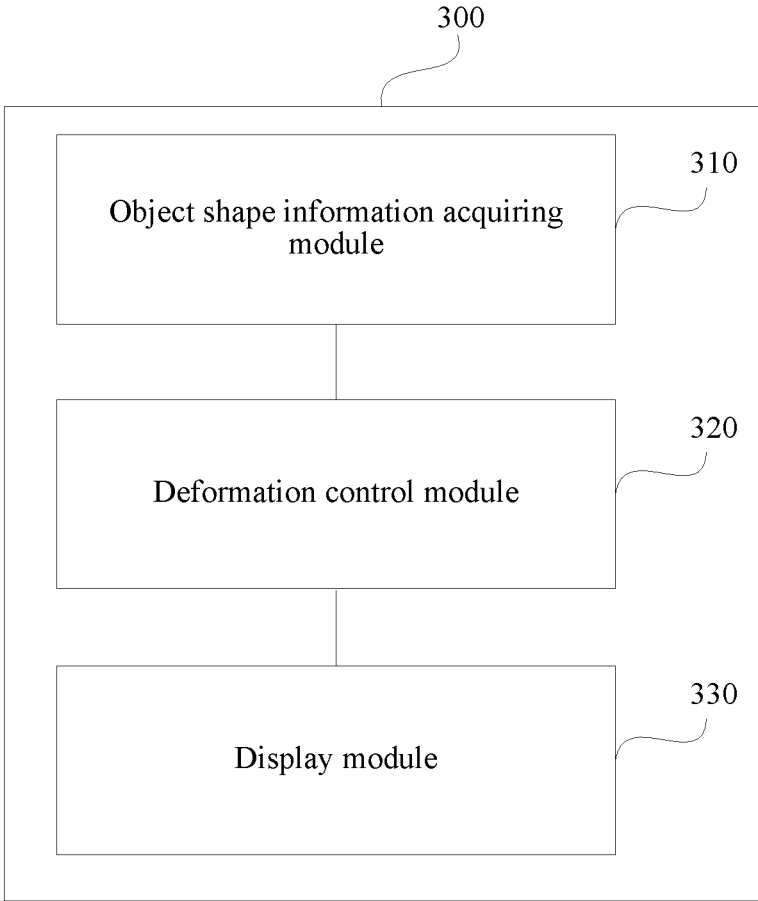 300
310
Object shape information acquiring
module
320
Deformation control module
330
Display module